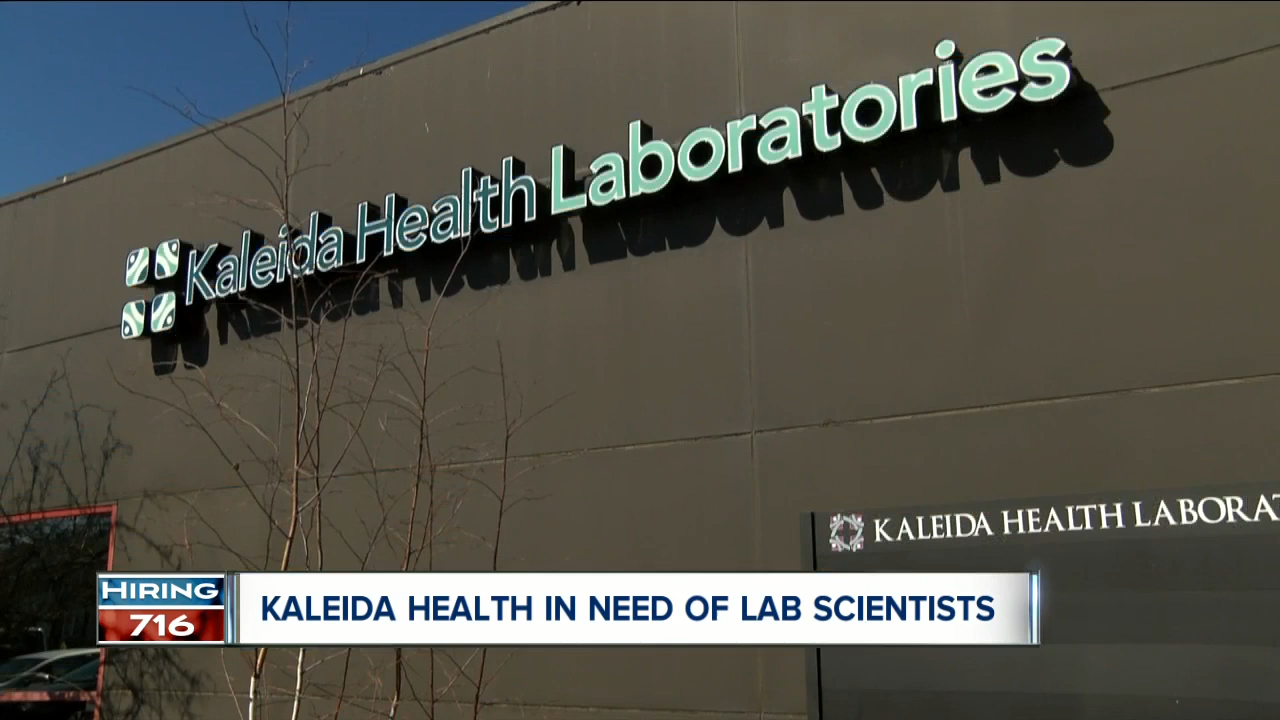 Kaleida Health Laboratories
KALEIDA HEALTH LABORAT
HIRING
716
KALEIDA HEALTH IN NEED OF LAB SCIENTISTS